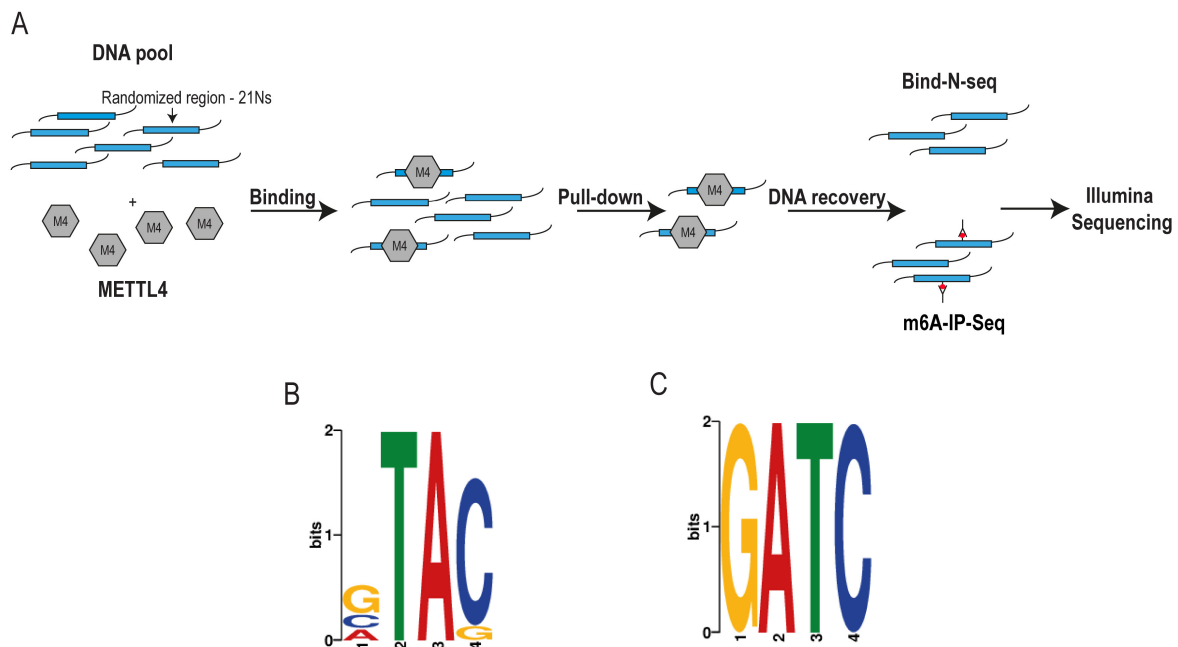 A
DNA pool
Randomized region - 21Ns
+
M4
M4
M4
M4
METTL4
Binding
M4
M4
Pull-down
M4
M4
DNA recovery
Bind-N-seq
m6A-IP-Seq
Illumina
Sequencing
B
2
1
0
bits
G
C
A
T
A
C
G
1
2
3
4
C
2
1
0
bits
G
A
T
C
1
2
3
4